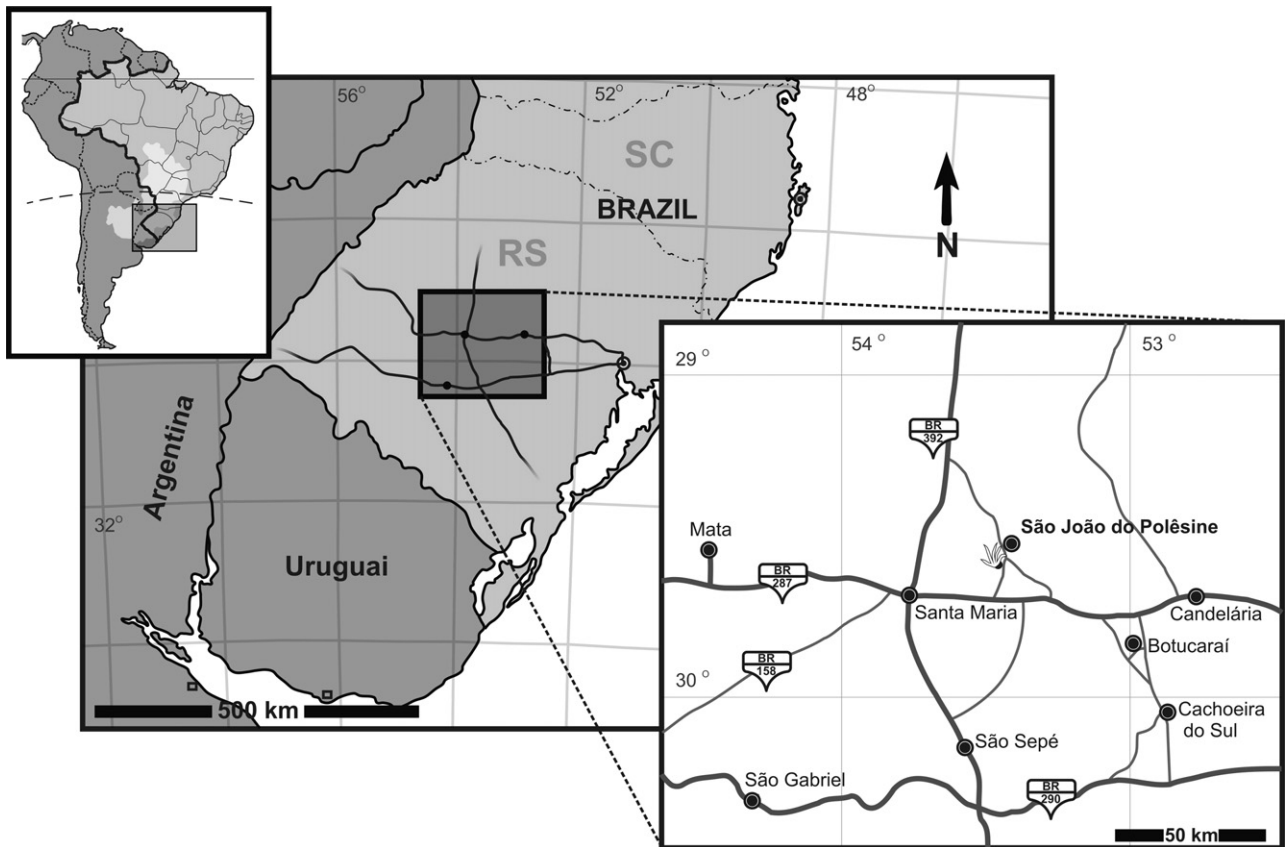 56°
52°
48°
SC
BRAZIL
RS
N
Argentina
32°
Uruguai
500 km
54°
53°
29°
BR
392
São João do Polêsine
Mata
BR
287
Santa Maria
Candelária
Botucaraí
BR
158
30°
Cachoeira
do Sul
São Sepé
São Gabriel
BR
290
50 km